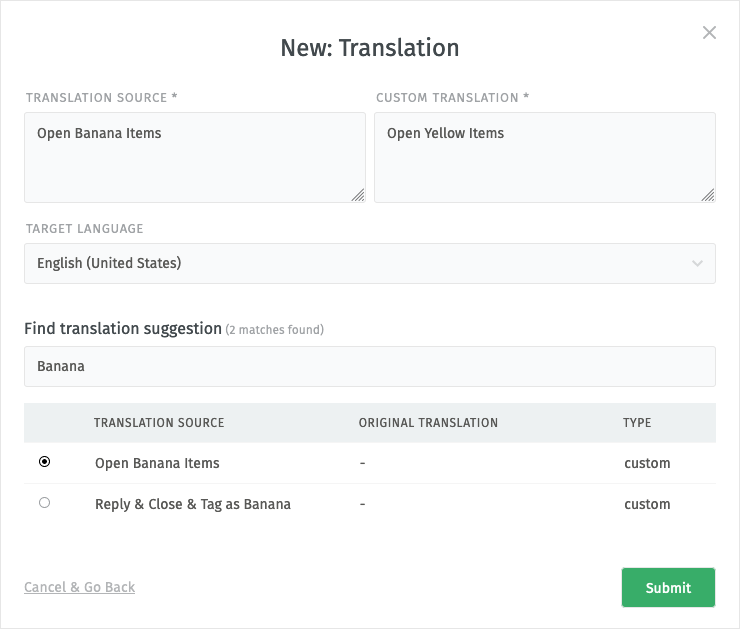 New: Translation
TRANSLATION SOURCE * CUSTOM TRANSLATION *
Open Banana Items Open Yellow Items
TARGET LANGUAGE
English (United States)
Find translation suggestion (2 matches found)
Banana
TRANSLATION SOURCE ORIGINAL TRANSLATION TYPE
Open Banana Items - custom
Reply & Close & Tag as Banana - custom
Cancel & Go Back Submit